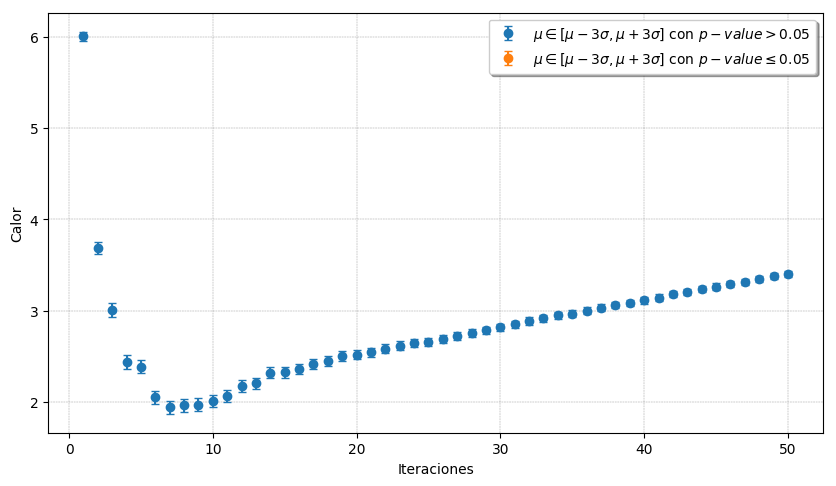 μ ∈ [μ − 3σ, μ + 3σ] con p − value > 0.05
μ ∈ [μ − 3σ, μ + 3σ] con p − value ≤ 0.05
6
5
4
3
2
Calor
0 10 20 30 40 50
Iteraciones